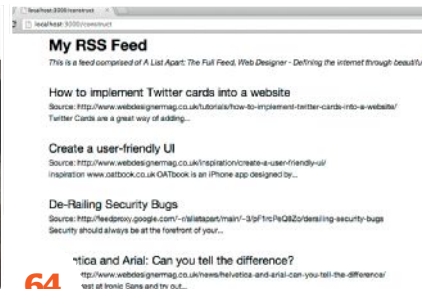 localhost:3000/construct
localhost:3000/construct
My RSS Feed
This is a feed comprised of A List Apart: The Full Feed, Web Designer - Defining the internet through beautifu
How to implement Twitter cards into a website
Source: http://www.webdesignermag.co.uk/tutorials/how-to-implement-twitter-cards-into-a-website/
Twitter Cards are a great way of adding...
Create a user-friendly UI
Source: http://www.webdesignermag.co.uk/inspiration/create-a-user-friendly-ui/
inspiration www.oatbook.co.uk OATbook is an iPhone app designed by...
De-Railing Security Bugs
Source: http://feedproxy.google.com/~r/alistapart/main/~3/pF1rcPsQ8Zo/derailing-security-bugs
Security should always be at the forefront of your...
tica and Arial: Can you tell the difference?
ttp://www.webdesignermag.co.uk/news/helvetica-and-arial-can-you-tell-the-difference/
est at Ironic Sans and try out...
64